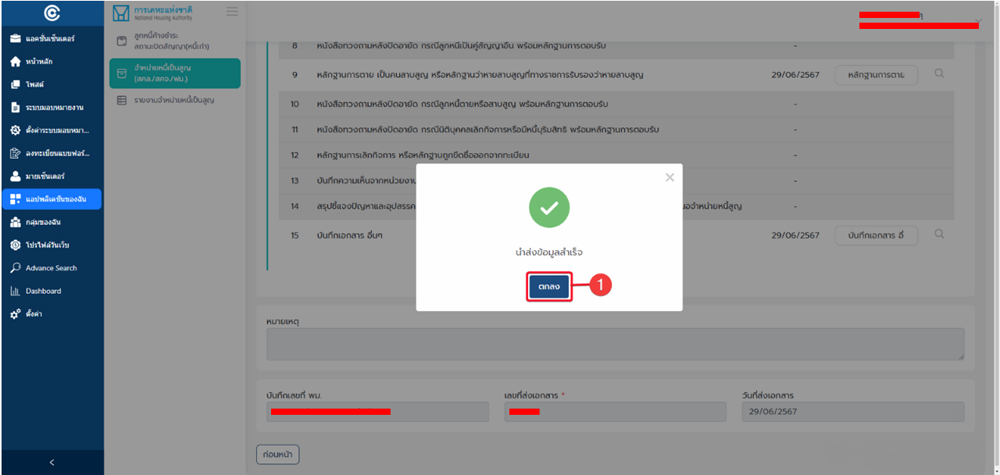 การเคหะแห่งชาติ
National Housing Authority
1
แอคชั่นเซ็นเตอร์
หน้าหลัก
โพสต์
ระบบมอบหมายงาน
ตั้งค่าระบบมอบหมา...
ลงทะเบียนแบบฟอร์...
มายเซ็นเตอร์
แอปพลิเคชันของฉัน
กลุ่มของฉัน
โปรไฟล์วันเว็บ
Advance Search
Dashboard
ตั้งค่า
<
ลูกหนี้ค้างชำระ
สถานะปิดสัญญา(หนี้เก่า)
จำหน่ายหนี้เป็นสูญ
(สคส./สคจ./ฟม.)
รายงานจำหน่ายหนี้เป็นสูญ
8 หนังสือทวงถามหลังปิดอายัด กรณีลูกหนี้เป็นคู่สัญญาอื่น พร้อมหลักฐานการตอบรับ -
9 หลักฐานการตาย เป็นคนสาบสูญ หรือหลักฐานว่าหายสาบสูญที่ทางราชการรับรองว่าหายสาบสูญ 29/06/2567 หลักฐานการตาย
10 หนังสือทวงถามหลังปิดอายัด กรณีลูกหนี้ตายหรือสาบสูญ พร้อมหลักฐานการตอบรับ -
11 หนังสือทวงถามหลังปิดอายัด กรณีนิติบุคคลเลิกกิจการหรือมีหนี้บุริมสิทธิ พร้อมหลักฐานการตอบรับ -
12 หลักฐานการเลิกกิจการ หรือหลักฐานถูกขีดชื่อออกจากทะเบียน -
13 บันทึกความเห็นจากหน่วยงาน -
14 สรุปชี้แจงปัญหาและอุปสรรค นอจำหน่ายหนี้สูญ -
15 บันทึกเอกสาร อื่นๆ 29/06/2567 บันทึกเอกสาร อื่
×
นำส่งข้อมูลสำเร็จ
ตกลง 1
หมายเหตุ
บันทึกเลขที่ พม. เลขที่ส่งเอกสาร * วันที่ส่งเอกสาร
29/06/2567
ก่อนหน้า